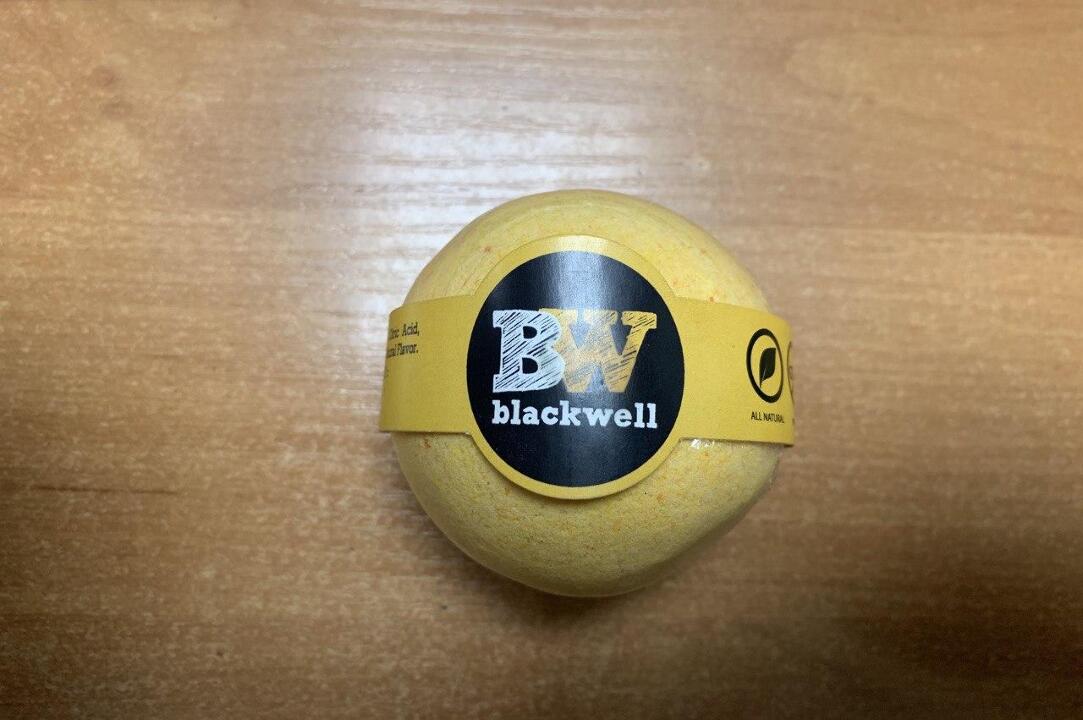 Acid,
Flavor.
BW
blackwell
ALL NATURAL